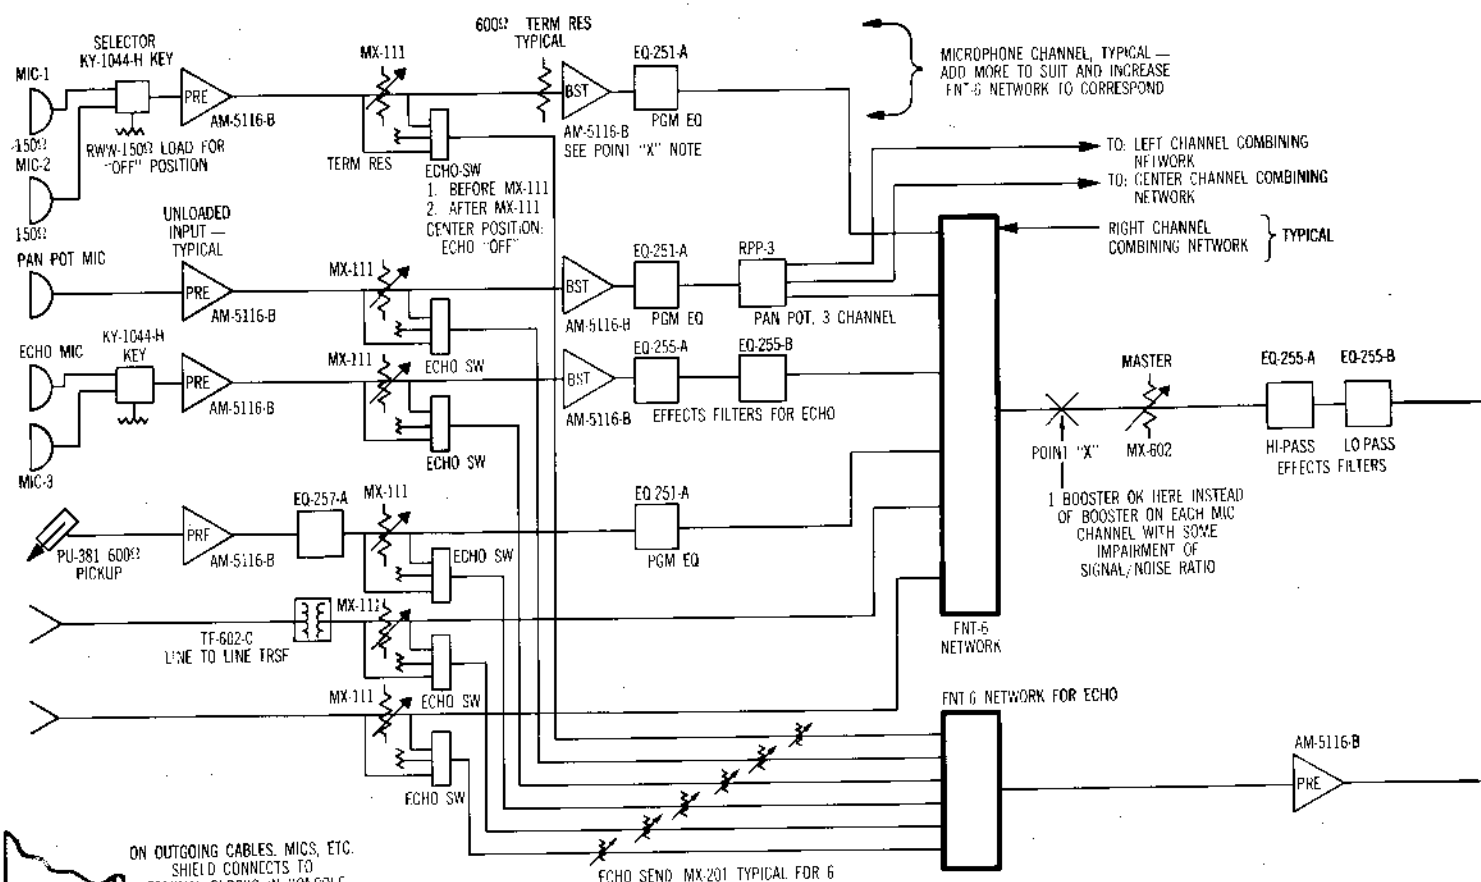 SELECTOR
KY-1044-H KEY
MIC-1
PRE
AM-5116-B
150Ω
MIC-2
RWW-150Ω LOAD FOR
"OFF" POSITION
150Ω
MX-111
TERM RES
ECHO-SW
1. BEFORE MX-111
2. AFTER MX-111
CENTER POSITION:
ECHO "OFF"
600Ω TERM RES
TYPICAL
BST
AM-5116-B
SEE POINT "X" NOTE
EQ-251-A
PGM EQ
MICROPHONE CHANNEL, TYPICAL —
ADD MORE TO SUIT AND INCREASE
FNT-6 NETWORK TO CORRESPOND
TO: LEFT CHANNEL COMBINING
NETWORK
TO: CENTER CHANNEL COMBINING
NETWORK
RIGHT CHANNEL
COMBINING NETWORK
TYPICAL
UNLOADED
INPUT —
TYPICAL
PAN POT MIC
PRE
AM-5116-B
MX-111
ECHO SW
BST
AM-5116-B
EQ-251-A
PGM EQ
RPP-3
PAN POT, 3 CHANNEL
ECHO MIC
KY-1044-H
KEY
PRE
AM-5116-B
MIC-3
MX-111
ECHO SW
BST
AM-5116-B
EQ-255-A
EQ-255-B
EFFECTS FILTERS FOR ECHO
POINT "X"
MASTER
MX-602
EQ-255-A
EQ-255-B
HI-PASS
LO PASS
EFFECTS FILTERS
1 BOOSTER OK HERE INSTEAD
OF BOOSTER ON EACH MIC
CHANNEL WITH SOME
IMPAIRMENT OF
SIGNAL/NOISE RATIO
PU-381 600Ω
PICKUP
PRE
AM-5116-B
EQ-257-A
MX-111
ECHO SW
EQ 251-A
PGM EQ
TF-602-C
LINE TO LINE TRSF
MX-111
ECHO SW
FNT-6
NETWORK
MX-111
ECHO SW
FNT 6 NETWORK FOR ECHO
AM-5116-B
PRE
ECHO SEND MX-201 TYPICAL FOR 6
ON OUTGOING CABLES. MICS, ETC.
SHIELD CONNECTS TO